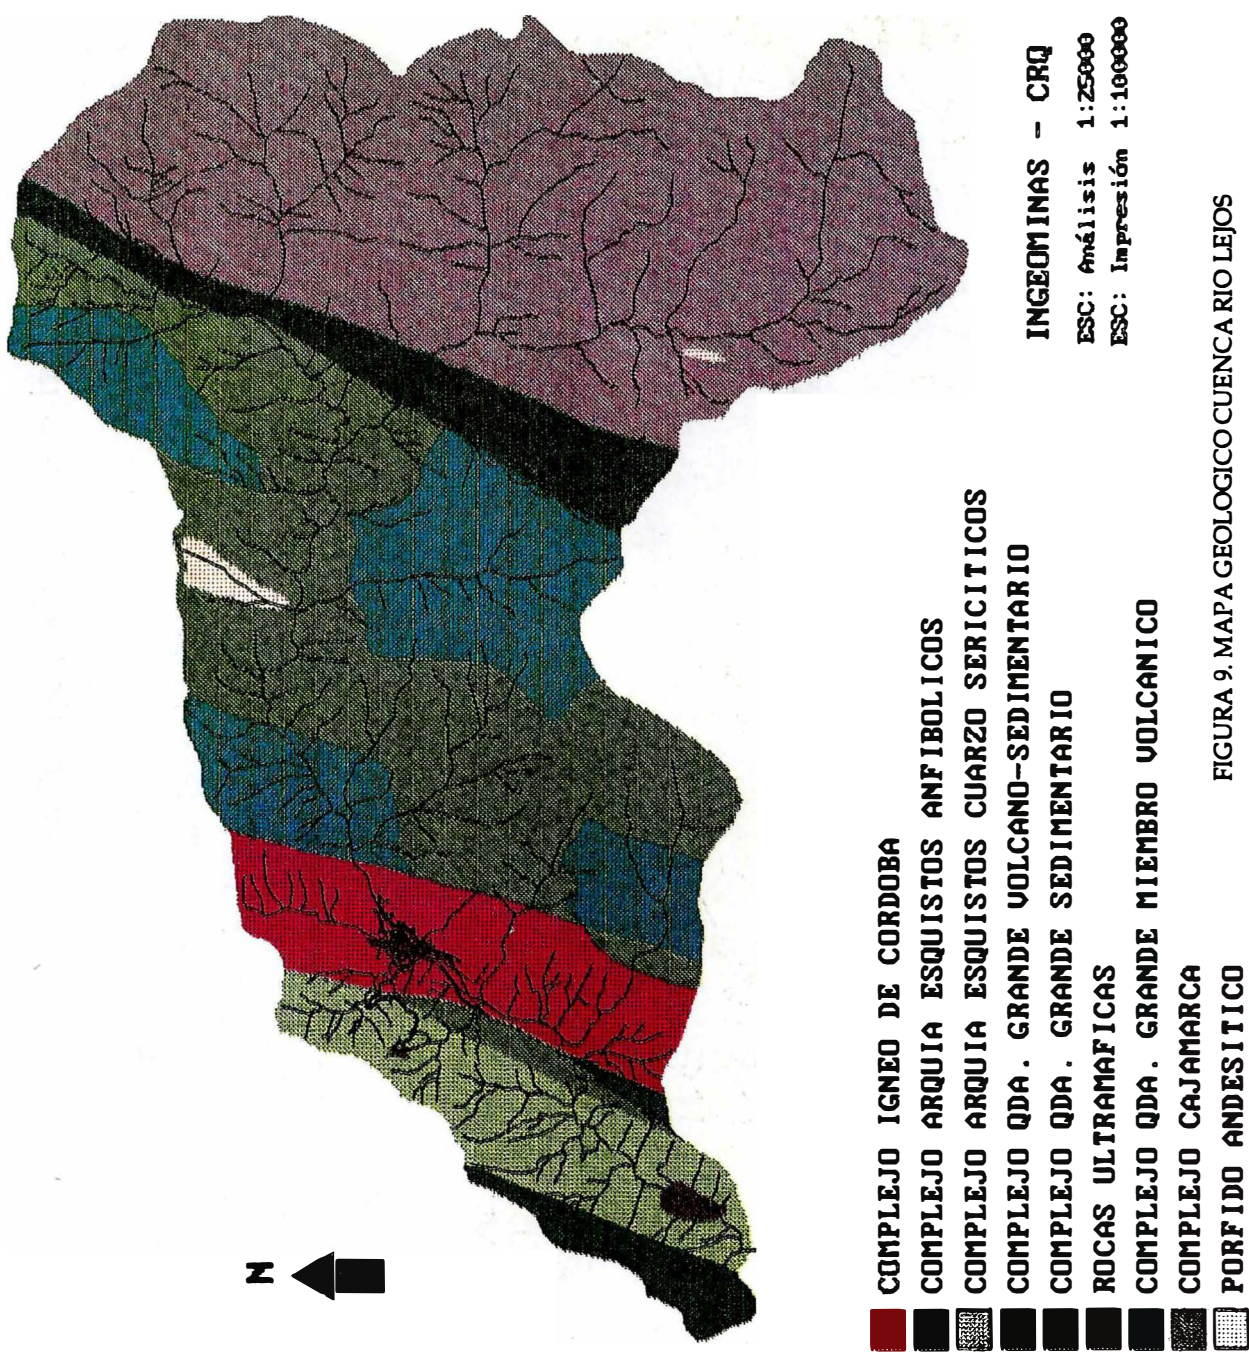 N
COMPLEJO IGNEO DE CORDOBA
COMPLEJO ARQUIA ESQUISTOS ANFIBOLICOS
COMPLEJO ARQUIA ESQUISTOS CUARZO SERICITICOS
COMPLEJO QDA. GRANDE VOLCANO-SEDIMENTARIO
COMPLEJO QDA. GRANDE SEDIMENTARIO
ROCAS ULTRAMAFICAS
COMPLEJO QDA. GRANDE MIEMBRO VOLCANICO
COMPLEJO CAJAMARCA
PORFIDO ANDESITICO
INGEOMINAS - CRQ
ESC: Análisis 1:25000
ESC: Impresión 1:100000
FIGURA 9. MAPA GEOLOGICO CUENCA RIO LEJOS